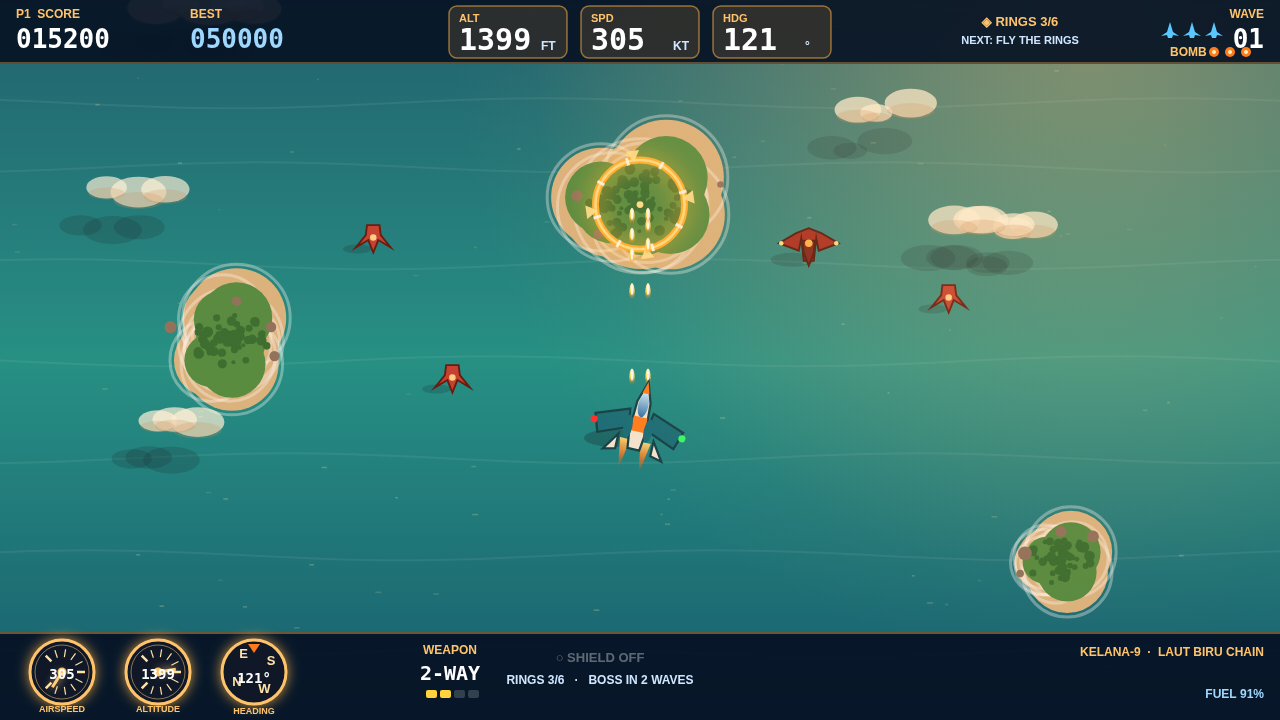 P1 SCORE
015200
BEST
050000
ALT
1399 FT
SPD
305 KT
HDG
121 °
◈ RINGS 3/6
NEXT: FLY THE RINGS
WAVE
01
BOMB
305
AIRSPEED
1399
ALTITUDE
E
S
N
W
121°
HEADING
WEAPON
2-WAY
○ SHIELD OFF
RINGS 3/6 · BOSS IN 2 WAVES
KELANA-9 · LAUT BIRU CHAIN
FUEL 91%